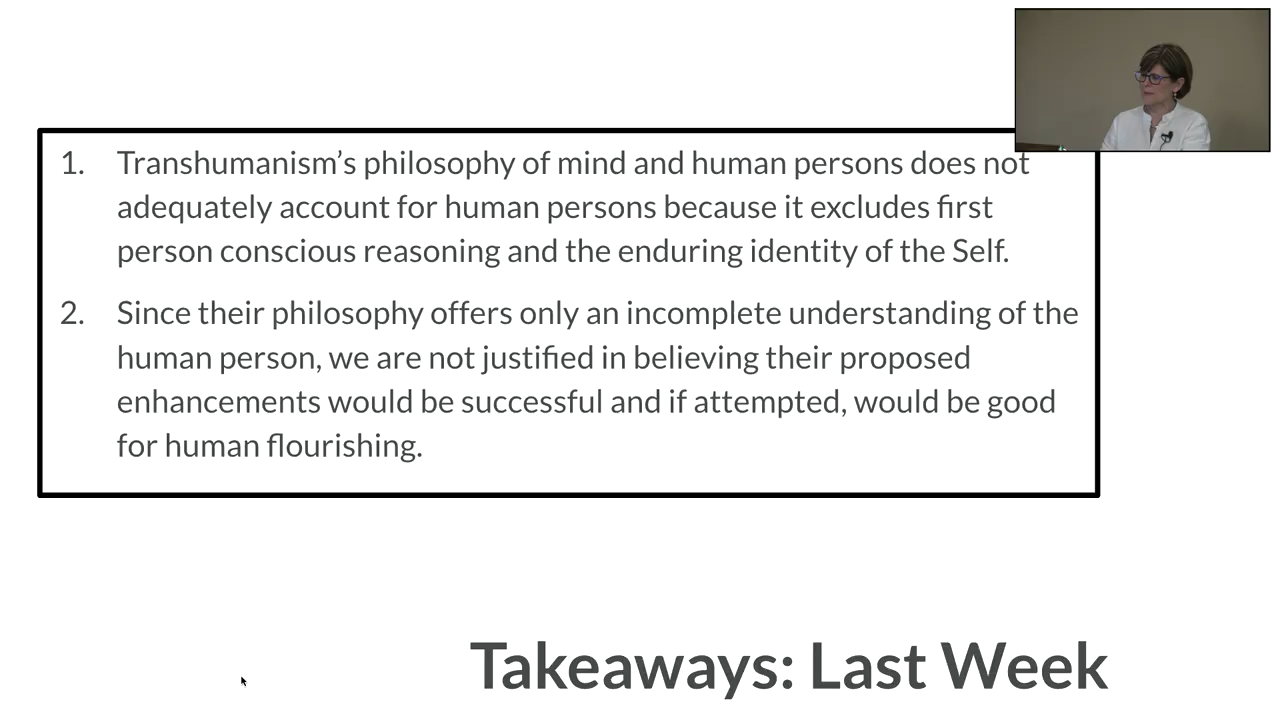 1. Transhumanism’s philosophy of mind and human persons does not
adequately account for human persons because it excludes first
person conscious reasoning and the enduring identity of the Self.
2. Since their philosophy offers only an incomplete understanding of the
human person, we are not justified in believing their proposed
enhancements would be successful and if attempted, would be good
for human flourishing.
Takeaways: Last Week